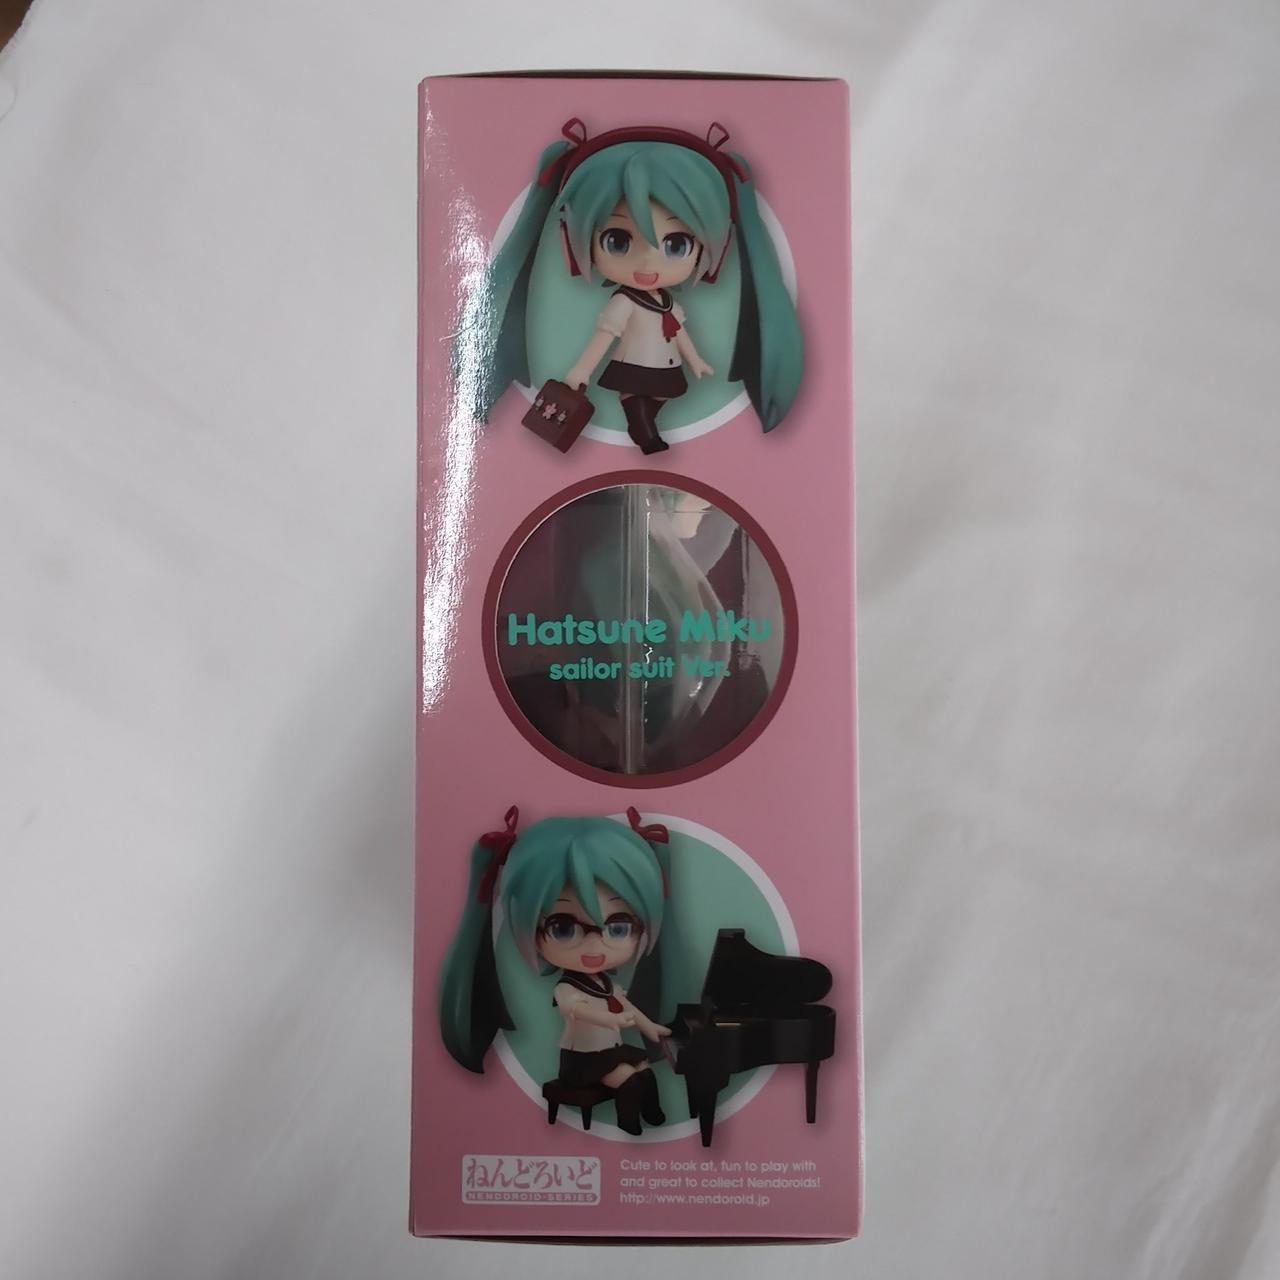 Hatsune Miku
sailor suit Ver.
ねんどろいど
NENDOROID-SERIES
Cute to look at, fun to play with
and great to collect Nendoroids!
http://www.nendoroid.jp